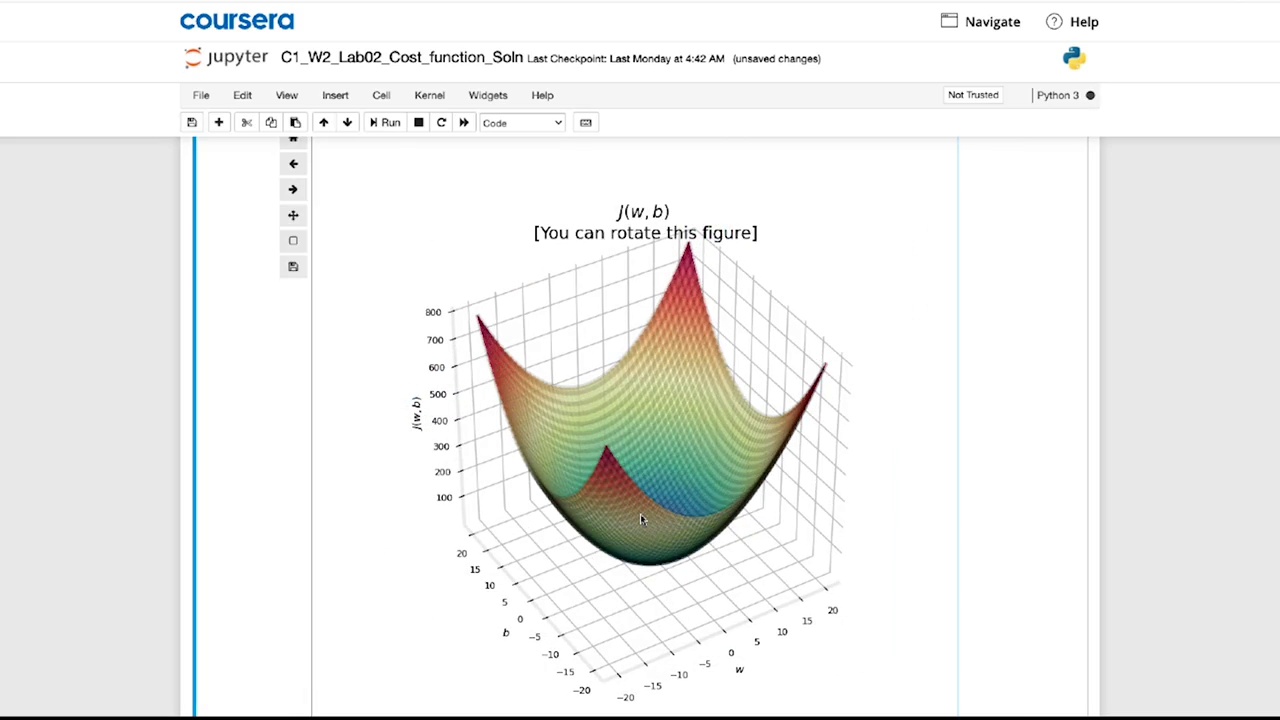 coursera
Navigate
Help
jupyter C1_W2_Lab02_Cost_function_Soln Last Checkpoint: Last Monday at 4:42 AM (unsaved changes)
File Edit View Insert Cell Kernel Widgets Help
Not Trusted
Python 3
Run
Code
J(w, b)
[You can rotate this figure]
800
700
600
500
400
300
200
100
J(w, b)
20
15
10
5
0
−5
−10
−15
−20
b
−20
−15
−10
−5
0
5
10
15
20
w